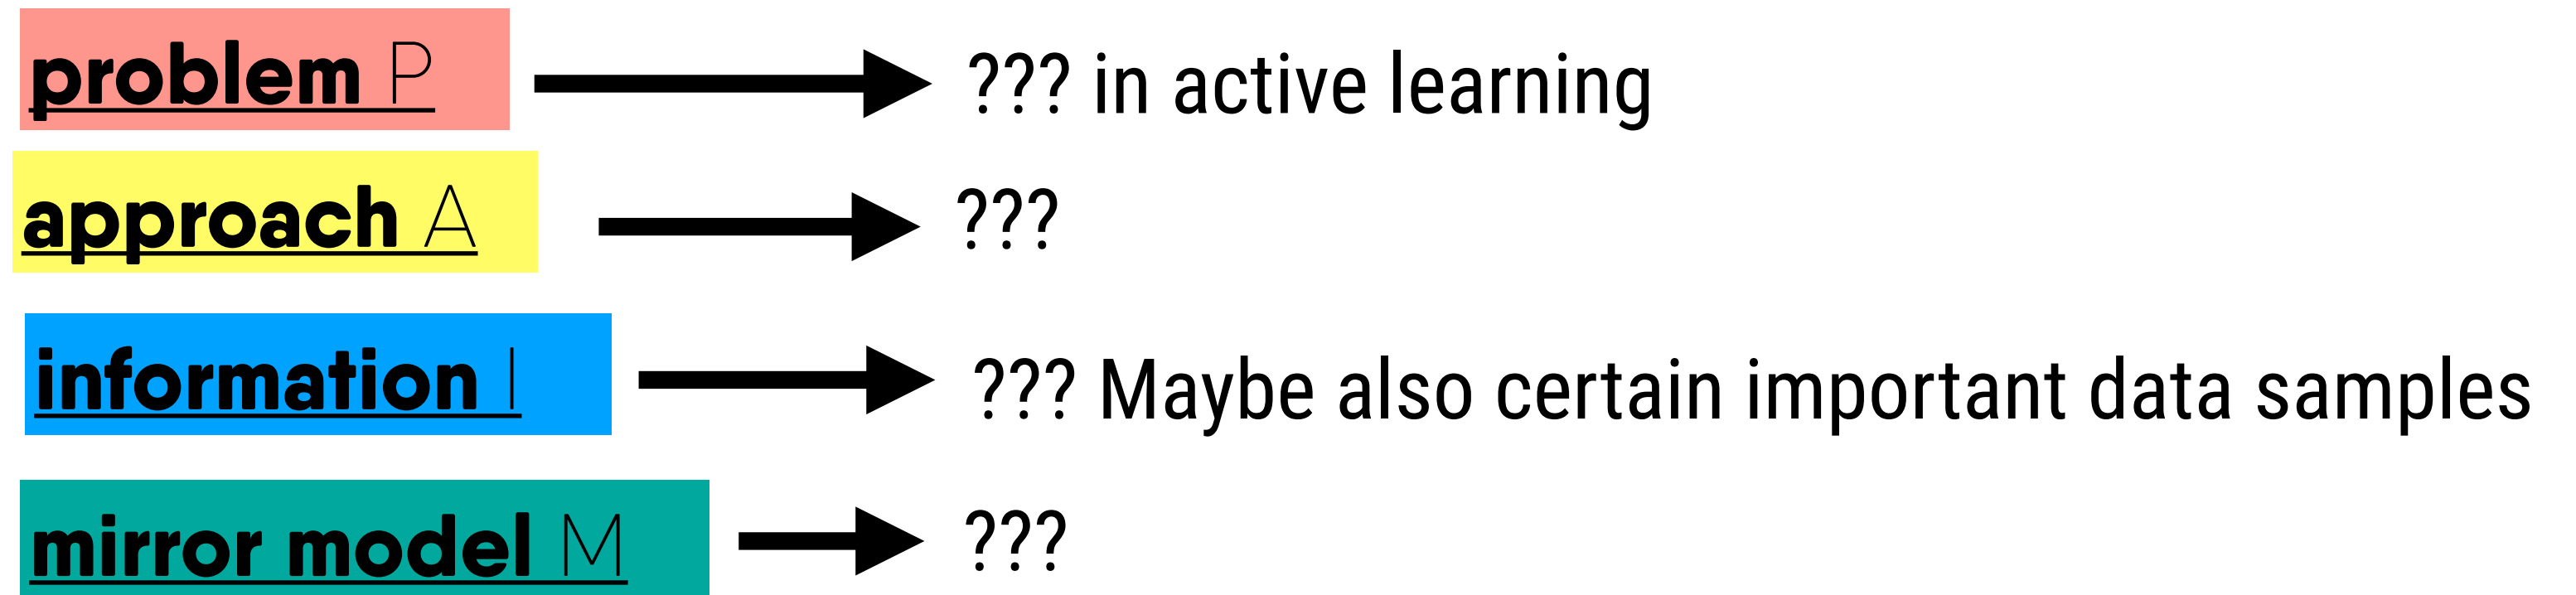 problem P ??? in active learning
approach A ???
information I ??? Maybe also certain important data samples
mirror model M ???